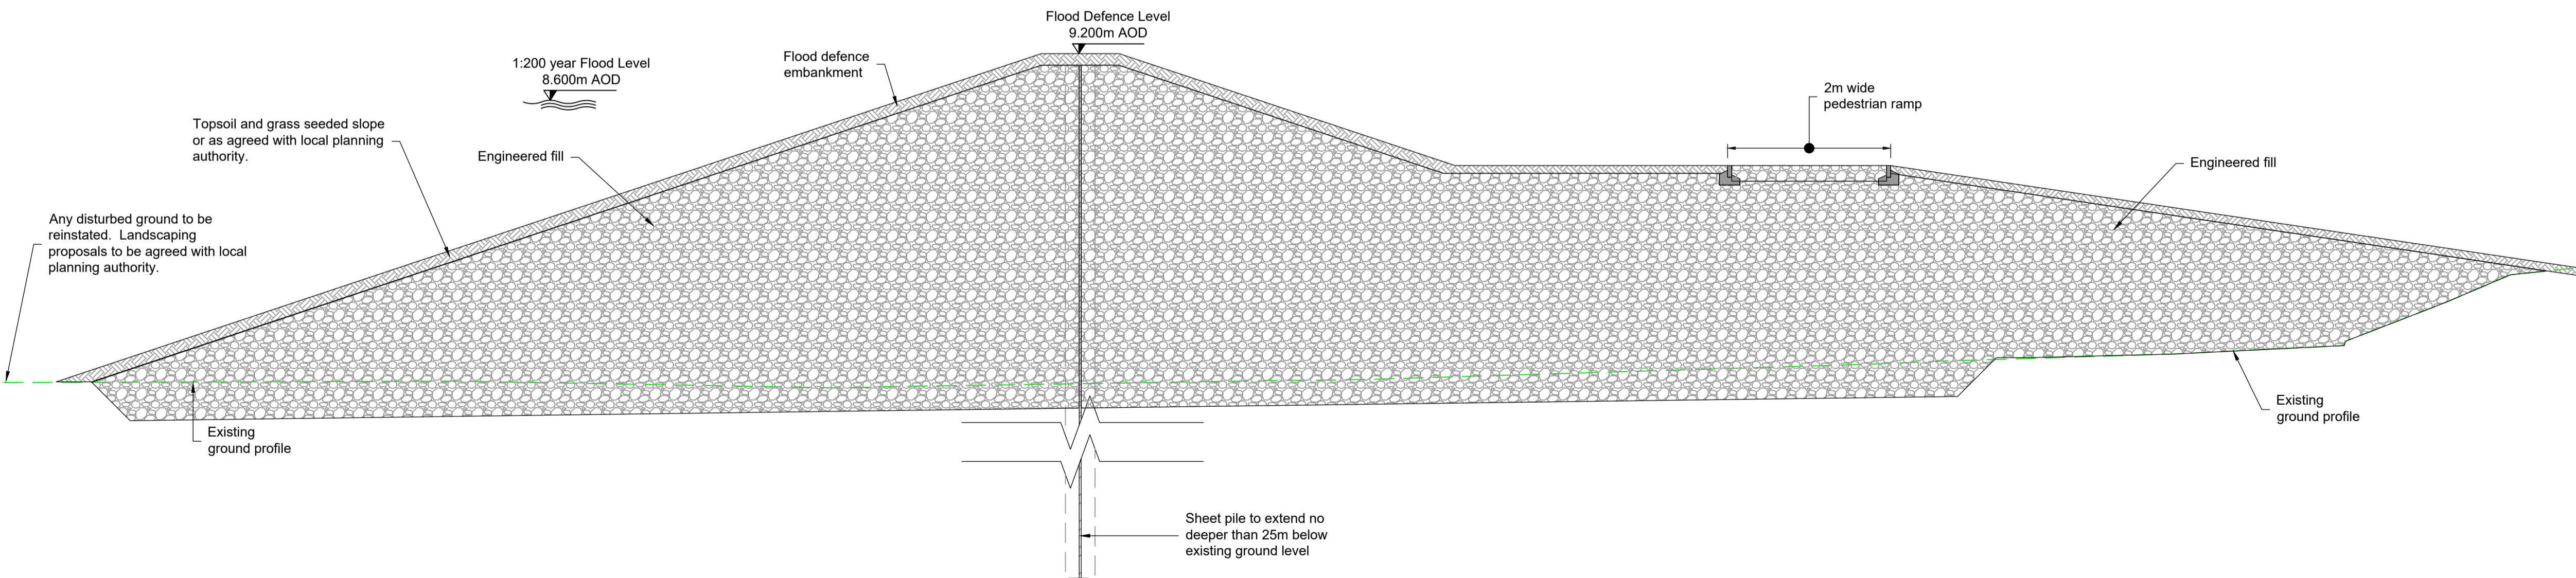 Flood Defence Level
9.200m AOD
1:200 year Flood Level
8.600m AOD
Flood defence
embankment
2m wide
pedestrian ramp
Topsoil and grass seeded slope
or as agreed with local planning
authority.
Engineered fill
Engineered fill
Any disturbed ground to be
reinstated.  Landscaping
proposals to be agreed with local
planning authority.
Existing
ground profile
Existing
ground profile
Sheet pile to extend no
deeper than 25m below
existing ground level